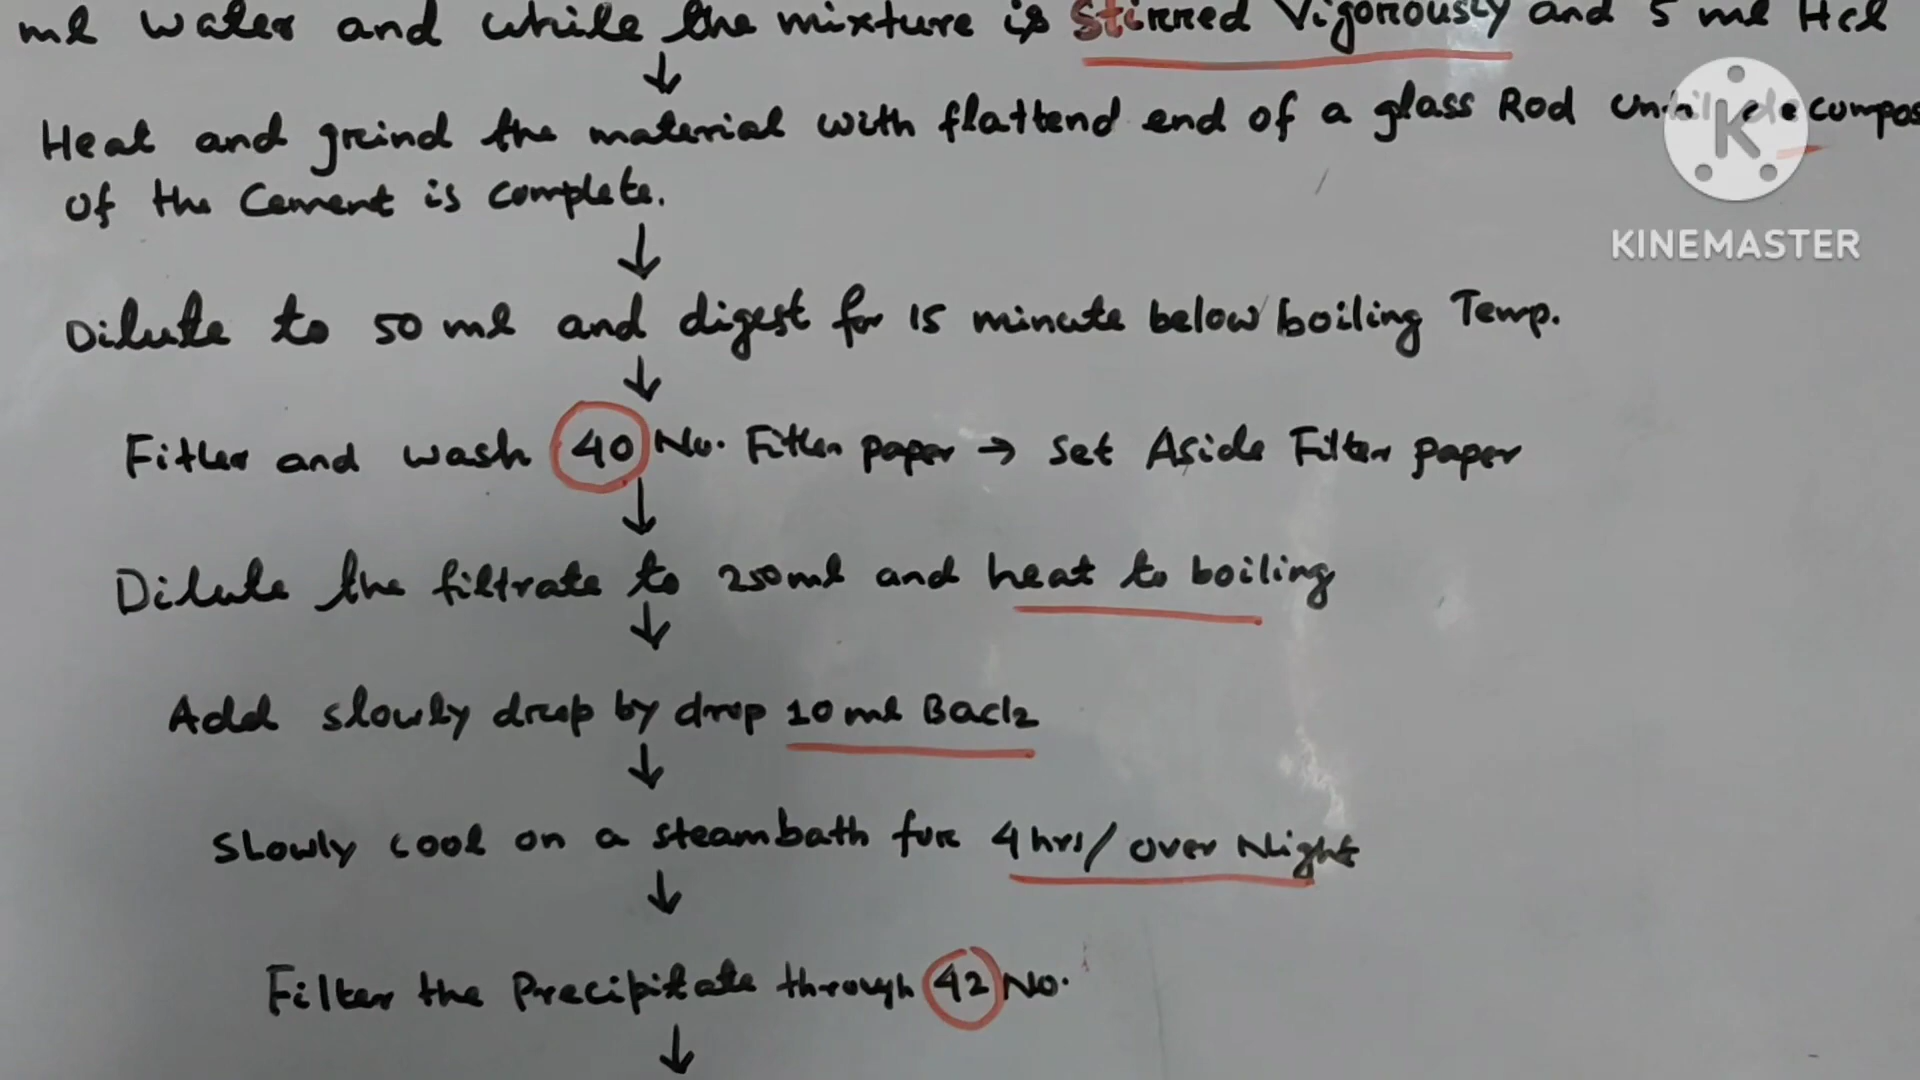 ml water and while the mixture is stirred vigorously and 5 ml Hcl
Heat and grind the material with flattend end of a glass Rod until decompos
of the Cement is complete.
Dilute to 50 ml and digest for 15 minute below boiling Temp.
Fitler and wash 40 No. Fitler paper → set Aside Filter paper
Dilute the filtrate to 250ml and heat to boiling
Add slowly drop by drop 10 ml Bacl2
Slowly cool on a steambath for 4 hrs/ over Night
Filter the Precipitate through 42 No.
KINEMASTER